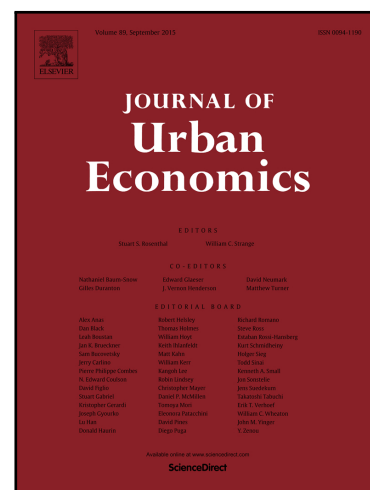 Volume 89, September 2015
ISSN 0094-1190
ELSEVIER
JOURNAL OF
Urban
Economics
EDITORS
Stuart S. Rosenthal William C. Strange
CO-EDITORS
Nathaniel Baum-Snow Edward Glaeser David Neumark
Gilles Duranton J. Vernon Henderson Matthew Turner
EDITORIAL BOARD
Alex Anas Robert Helsley Richard Romano
Dan Black Thomas Holmes Steve Ross
Leah Boustan William Hoyt Esteban Rossi-Hansberg
Jan K. Brueckner Keith Ihlanfeldt Kurt Schmidheiny
Sam Bucovetsky Matt Kahn Holger Sieg
Jerry Carlino William Kerr Todd Sinai
Pierre Philippe Combes Kangoh Lee Kenneth A. Small
N. Edward Coulson Robin Lindsey Jon Sonstelie
David Figlio Christopher Mayer Jens Suedekum
Stuart Gabriel Daniel P. McMillen Takatoshi Tabuchi
Kristopher Gerardi Tomoya Mori Erik T. Verhoef
Joseph Gyourko Eleonora Patacchini William C. Wheaton
Lu Han David Pines John M. Yinger
Donald Haurin Diego Puga Y. Zenou
Available online at www.sciencedirect.com
ScienceDirect